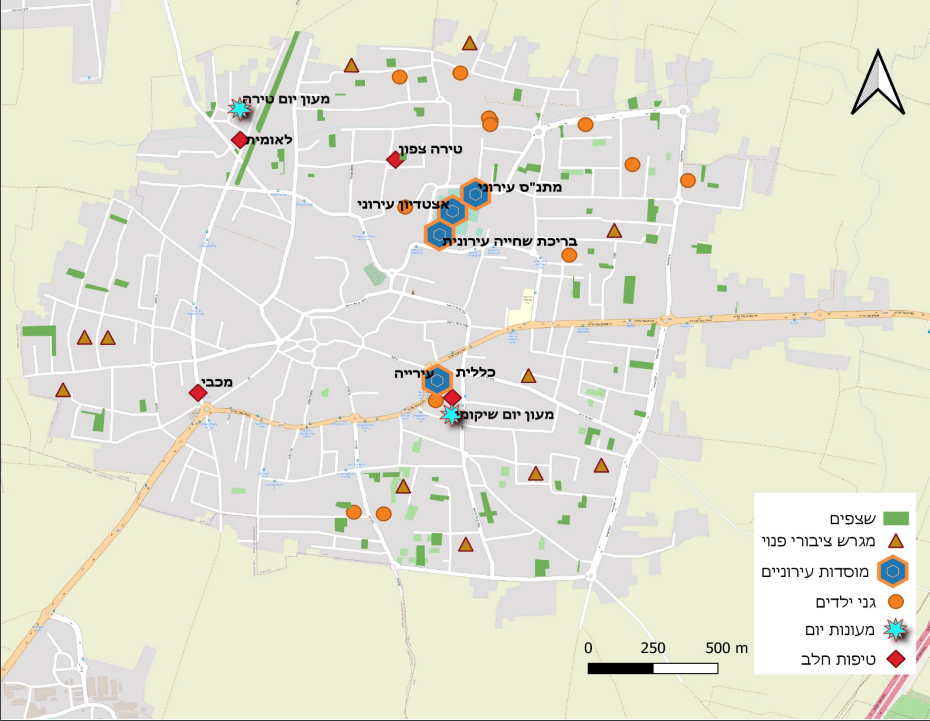 מעון יום טירה
לאומית
טירה צפון
מתנ"ס עירוני
אצטדיון עירוני
בריכת שחייה עירונית
עירייה
כללית
מכבי
מעון יום שיקומי
שצפים
מגרש ציבורי פנוי
מוסדות עירוניים
גני ילדים
מעונות יום
טיפות חלב
0 250 500 m